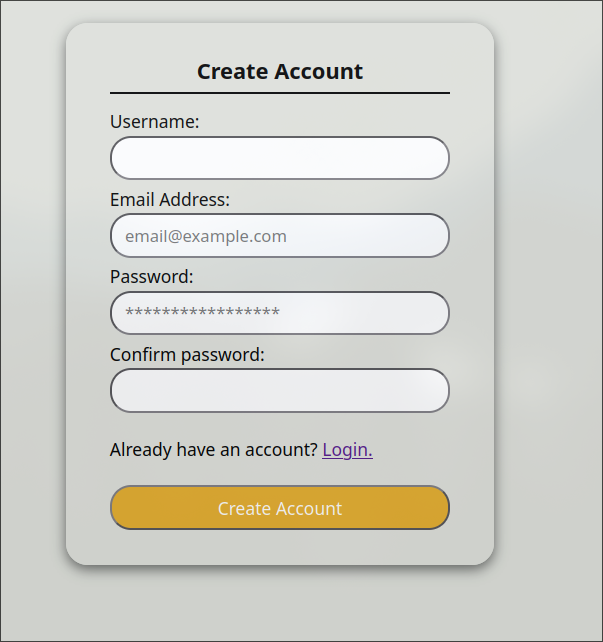 Create Account
Username:
Email Address:
email@example.com
Password:
*****************
Confirm password:
Already have an account? Login.
Create Account